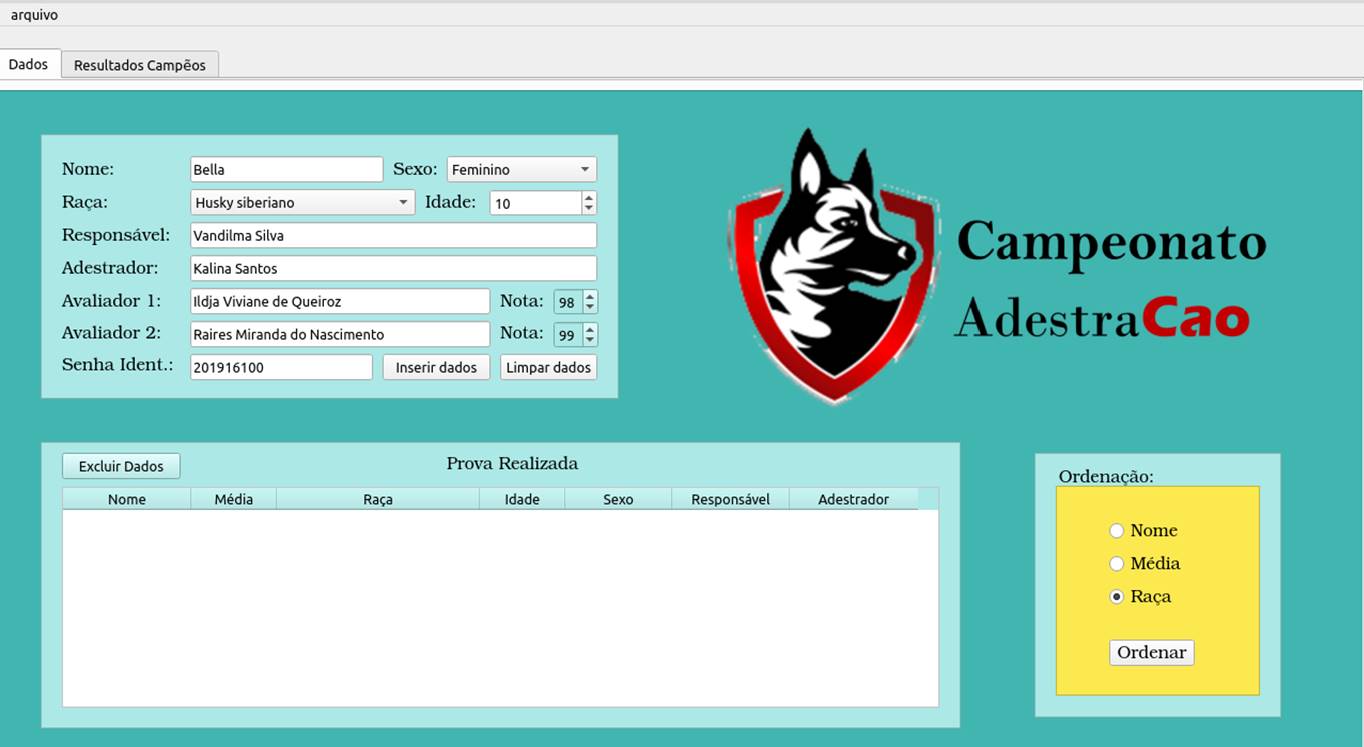 arquivo
Dados Resultados Campẽos
Nome: Bella Sexo: Feminino
Raça: Husky siberiano Idade: 10
Responsável: Vandilma Silva
Adestrador: Kalina Santos
Avaliador 1: Ildja Viviane de Queiroz Nota: 98
Avaliador 2: Raires Miranda do Nascimento Nota: 99
Senha Ident.: 201916100 Inserir dados Limpar dados
Campeonato
AdestraCao
Excluir Dados Prova Realizada
Nome Média Raça Idade Sexo Responsável Adestrador
Ordenação:
Nome
Média
Raça
Ordenar